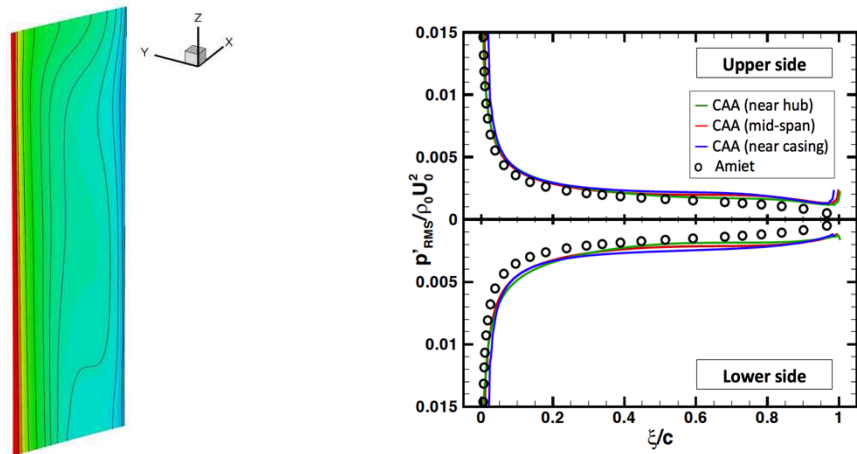 Z
Y
X
0.015
0.01
0.005
0
0.005
0.01
0.015
p'RMS/ρ0U0^2
Upper side
CAA (near hub)
CAA (mid-span)
CAA (near casing)
Amiet
Lower side
0 0.2 0.4 0.6 0.8 1
ξ/c